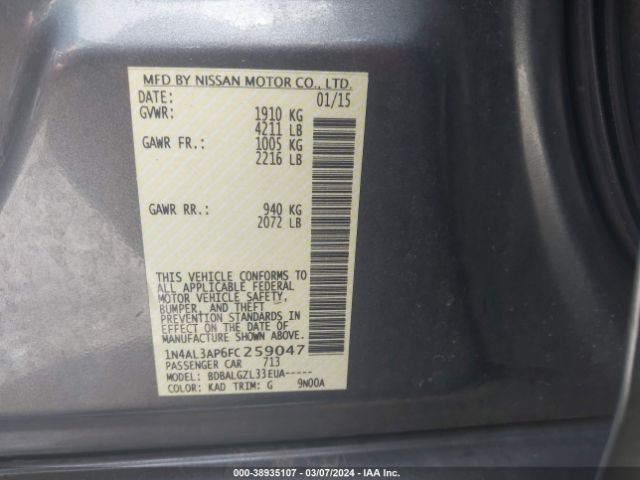 MFD BY NISSAN MOTOR CO., LTD.
DATE: 01/15
GVWR: 1910 KG
4211 LB
GAWR FR.: 1005 KG
2216 LB
GAWR RR.: 940 KG
2072 LB
THIS VEHICLE CONFORMS TO
ALL APPLICABLE FEDERAL
MOTOR VEHICLE SAFETY,
BUMPER, AND THEFT
PREVENTION STANDARDS IN
EFFECT ON THE DATE OF
MANUFACTURE SHOWN ABOVE.
1N4AL3AP6FC259047
PASSENGER CAR 713
MODEL: BDBALGZL33EUA-----
COLOR: KAD TRIM: G 9N00A
000-38935107 - 03/07/2024 - IAA Inc.